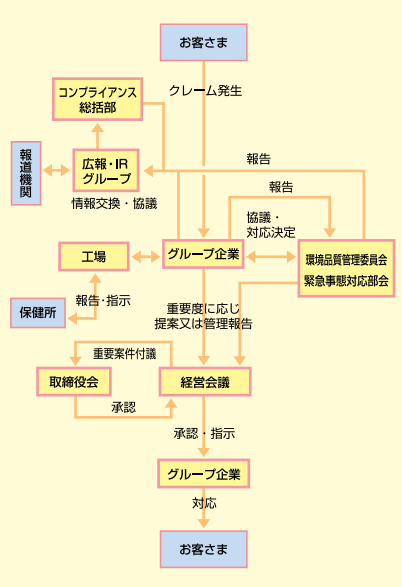 お客さま
クレーム発生
コンプライアンス
総括部
報道機関
広報・IR
グループ
報告
報告
情報交換・協議
協議・
対応決定
工場
グループ企業
環境品質管理委員会
緊急事態対応部会
報告・指示
保健所
重要度に応じ
提案又は管理報告
重要案件付議
取締役会
経営会議
承認
承認・指示
グループ企業
対応
お客さま